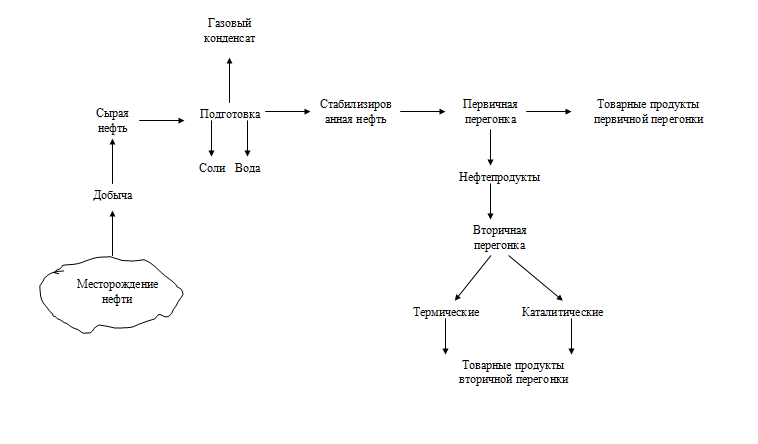 Газовый
конденсат
Сырая
нефть
Подготовка
Стабилизиров
анная нефть
Первичная
перегонка
Товарные продукты
первичной перегонки
Соли Вода
Нефтепродукты
Добыча
Вторичная
перегонка
Месторождение
нефти
Термические
Каталитические
Товарные продукты
вторичной перегонки